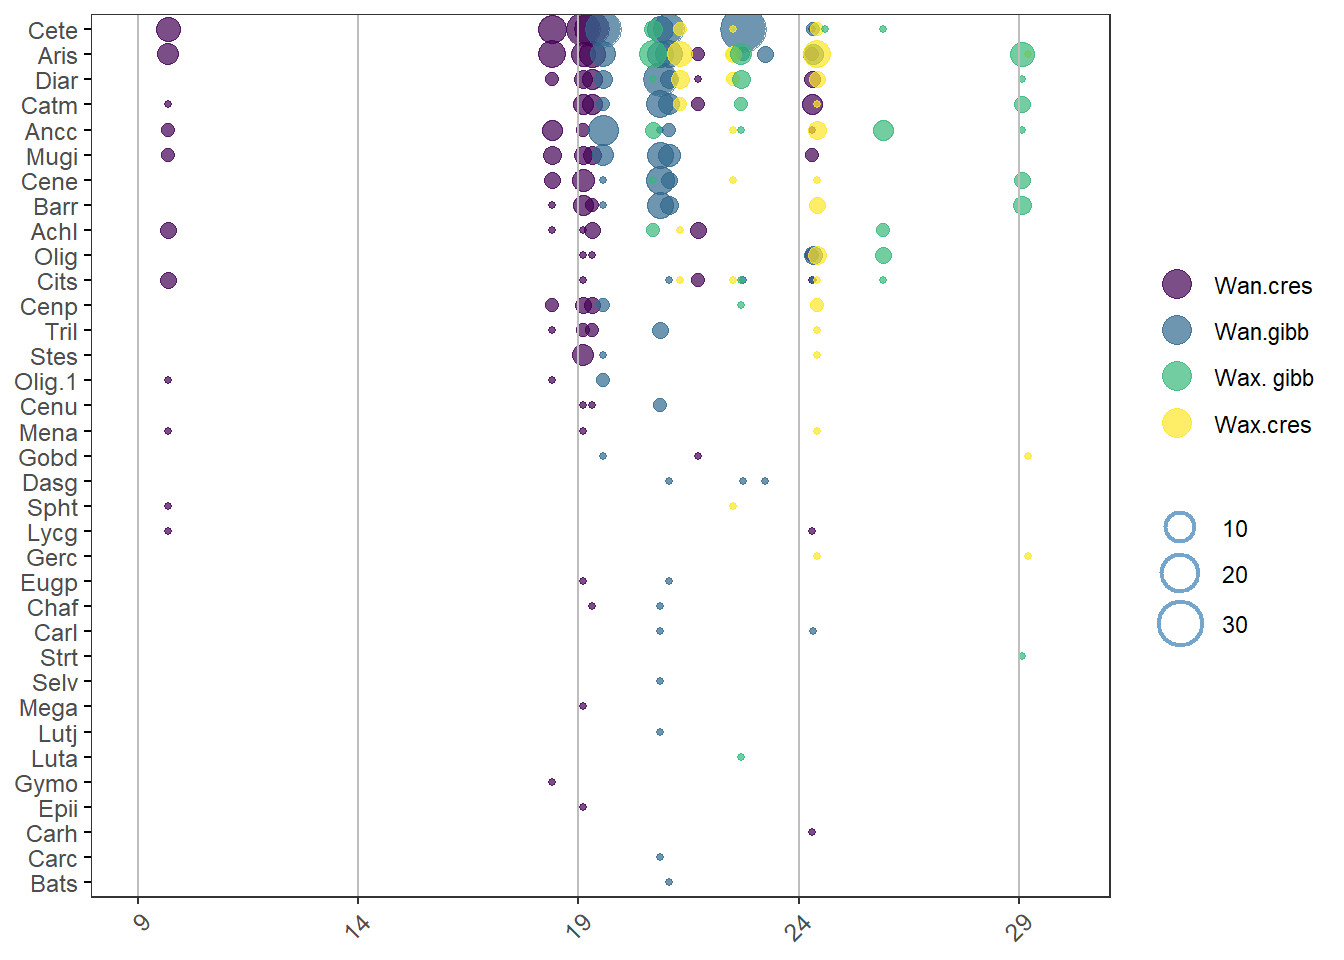 Cete
Aris
Diar
Catm
Ancc
Mugi
Cene
Barr
Achl
Olig
Cits
Cenp
Tril
Stes
Olig.1
Cenu
Mena
Gobd
Dasg
Spht
Lycg
Gerc
Eugp
Chaf
Carl
Strt
Selv
Mega
Lutj
Luta
Gymo
Epii
Carh
Carc
Bats
9 14 19 24 29
Wan.cres
Wan.gibb
Wax. gibb
Wax.cres
10
20
30